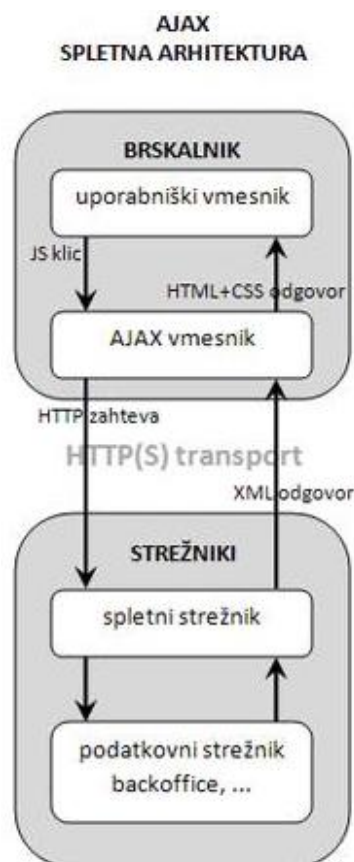 AJAX
SPLETNA ARHITEKTURA
BRSKALNIK
uporabniški vmesnik
JS klic
HTML+CSS odgovor
AJAX vmesnik
HTTP zahteva
HTTP(S) transport
XML odgovor
STREŽNIKI
spletni strežnik
podatkovni strežnik
backoffice, ...